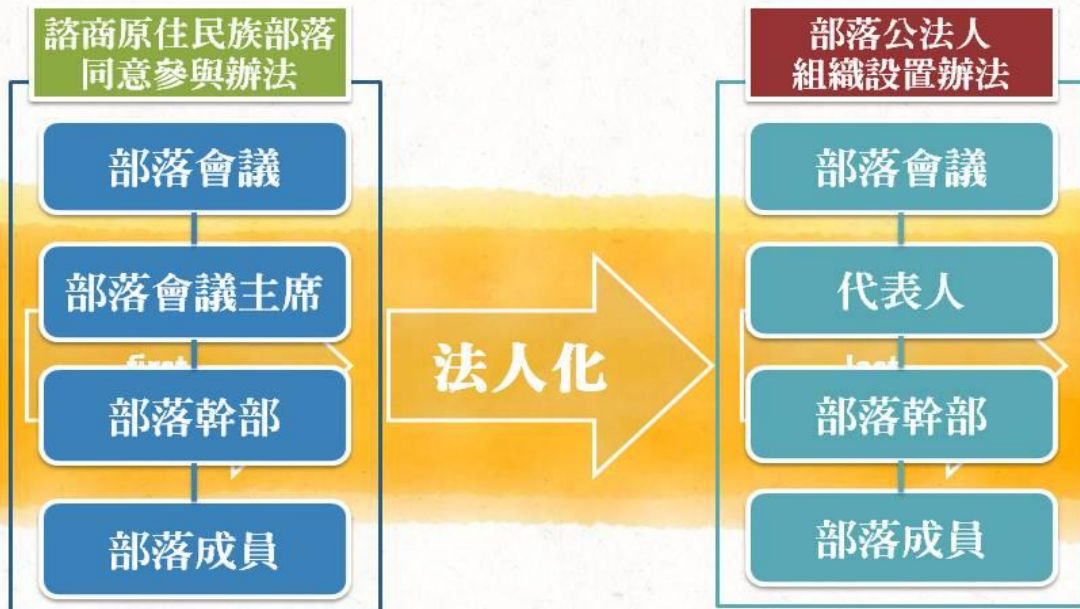 諮商原住民族部落
同意參與辦法
部落會議
部落會議主席
first
部落幹部
部落成員
法人化
部落公法人
組織設置辦法
部落會議
代表人
last
部落幹部
部落成員